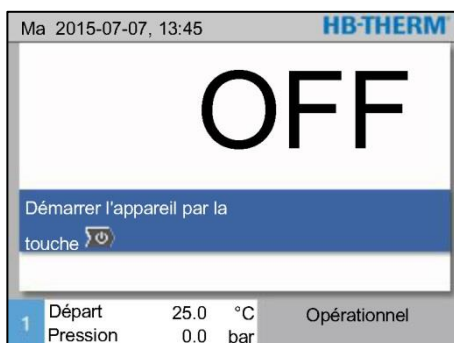 Ma 2015-07-07, 13:45 HB-THERM
OFF
Démarrer l'appareil par la
touche
1 Départ 25.0 °C Opérationnel
Pression 0.0 bar